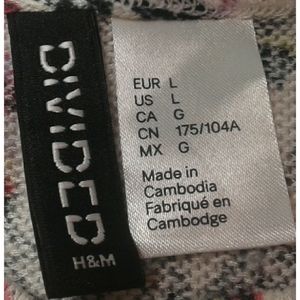 DIVIDED
H&M
EUR L
US L
CA G
CN 175/104A
MX G
Made in
Cambodia
Fabriqué en
Cambodge